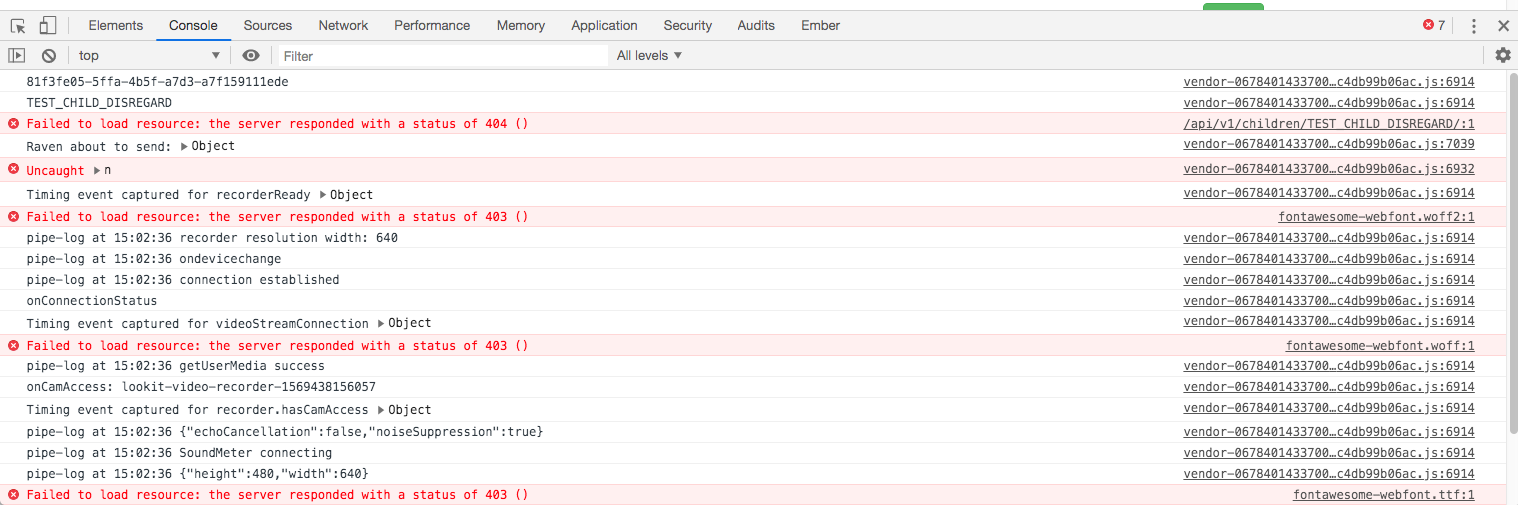 Elements Console Sources Network Performance Memory Application Security Audits Ember 7
top Filter All levels
81f3fe05-5ffa-4b5f-a7d3-a7f159111ede vendor-0678401433700…c4db99b06ac.js:6914
TEST_CHILD_DISREGARD vendor-0678401433700…c4db99b06ac.js:6914
Failed to load resource: the server responded with a status of 404 () /api/v1/children/TEST_CHILD_DISREGARD/:1
Raven about to send: Object vendor-0678401433700…c4db99b06ac.js:7039
Uncaught n vendor-0678401433700…c4db99b06ac.js:6932
Timing event captured for recorderReady Object vendor-0678401433700…c4db99b06ac.js:6914
Failed to load resource: the server responded with a status of 403 () fontawesome-webfont.woff2:1
pipe-log at 15:02:36 recorder resolution width: 640 vendor-0678401433700…c4db99b06ac.js:6914
pipe-log at 15:02:36 ondevicechange vendor-0678401433700…c4db99b06ac.js:6914
pipe-log at 15:02:36 connection established vendor-0678401433700…c4db99b06ac.js:6914
onConnectionStatus vendor-0678401433700…c4db99b06ac.js:6914
Timing event captured for videoStreamConnection Object vendor-0678401433700…c4db99b06ac.js:6914
Failed to load resource: the server responded with a status of 403 () fontawesome-webfont.woff:1
pipe-log at 15:02:36 getUserMedia success vendor-0678401433700…c4db99b06ac.js:6914
onCamAccess: lookit-video-recorder-1569438156057 vendor-0678401433700…c4db99b06ac.js:6914
Timing event captured for recorder.hasCamAccess Object vendor-0678401433700…c4db99b06ac.js:6914
pipe-log at 15:02:36 {"echoCancellation":false,"noiseSuppression":true} vendor-0678401433700…c4db99b06ac.js:6914
pipe-log at 15:02:36 SoundMeter connecting vendor-0678401433700…c4db99b06ac.js:6914
pipe-log at 15:02:36 {"height":480,"width":640} vendor-0678401433700…c4db99b06ac.js:6914
Failed to load resource: the server responded with a status of 403 () fontawesome-webfont.ttf:1